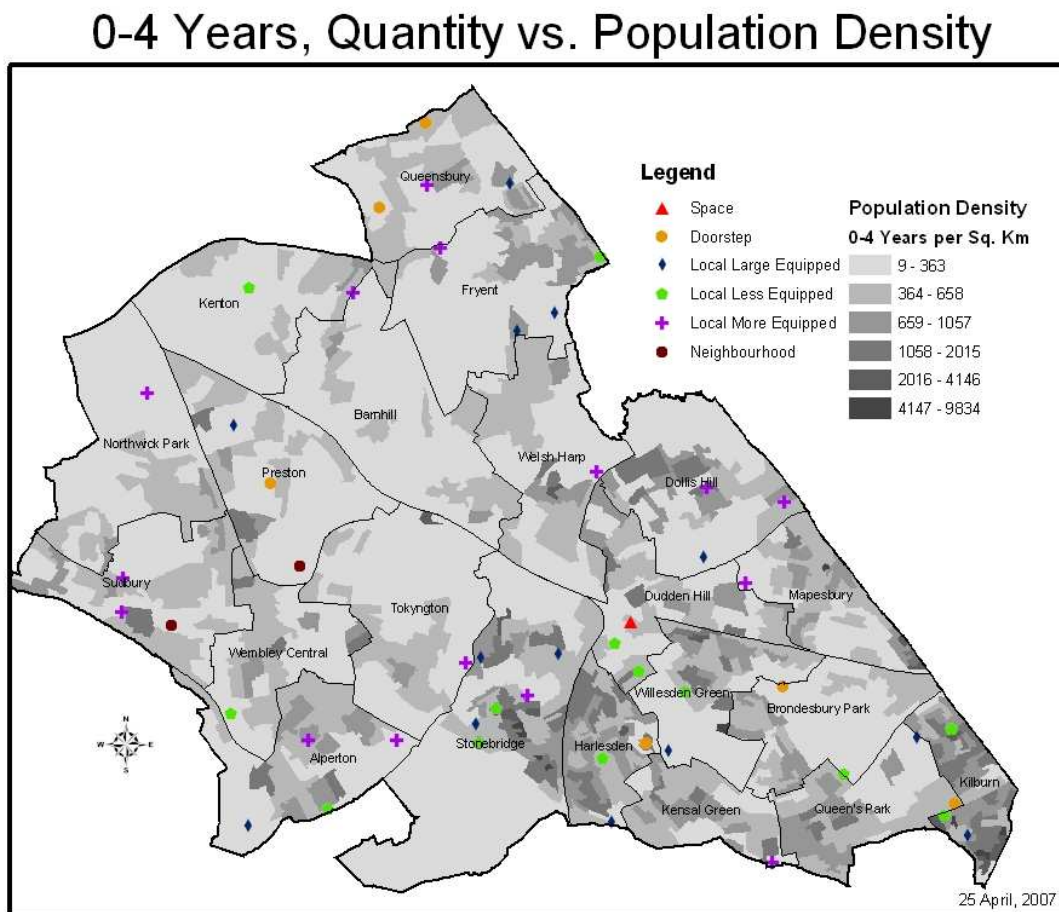 0-4 Years, Quantity vs. Population Density
Legend
Space
Doorstep
Local Large Equipped
Local Less Equipped
Local More Equipped
Neighbourhood
Population Density
0-4 Years per Sq. Km
9 - 363
364 - 658
659 - 1057
1058 - 2015
2016 - 4146
4147 - 9834
Queensbury
Kenton
Fryent
Barnhill
Northwick Park
Preston
Welsh Harp
Dollis Hill
Sudbury
Tokyngton
Dudden Hill
Mapesbury
Wembley Central
Willesden Green
Brondesbury Park
Alperton
Stonebridge
Harlesden
Kensal Green
Queen's Park
Kilburn
N
W
E
S
25 April, 2007